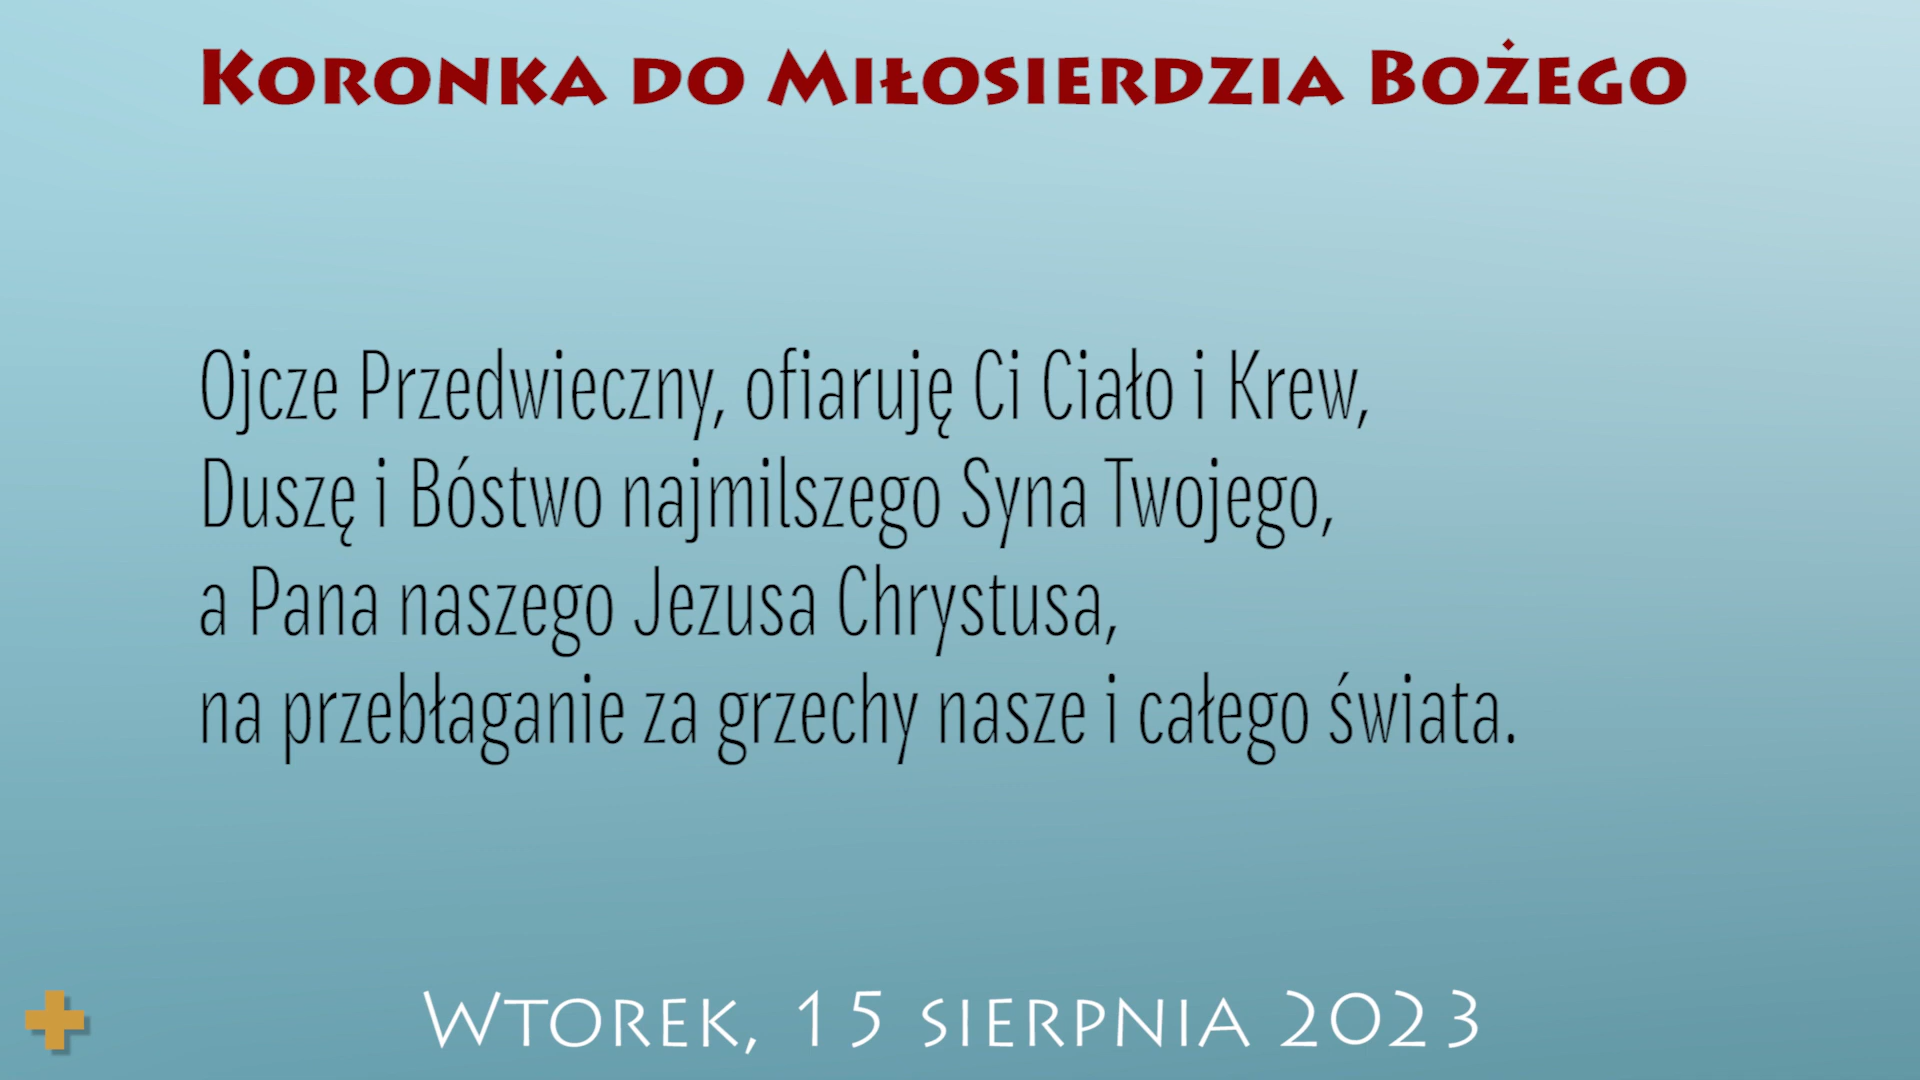 Koronka do Miłosierdzia Bożego
Ojcze Przedwieczny, ofiaruję Ci Ciało i Krew,
Duszę i Bóstwo najmilszego Syna Twojego,
a Pana naszego Jezusa Chrystusa,
na przebłaganie za grzechy nasze i całego świata.
Wtorek, 15 sierpnia 2023